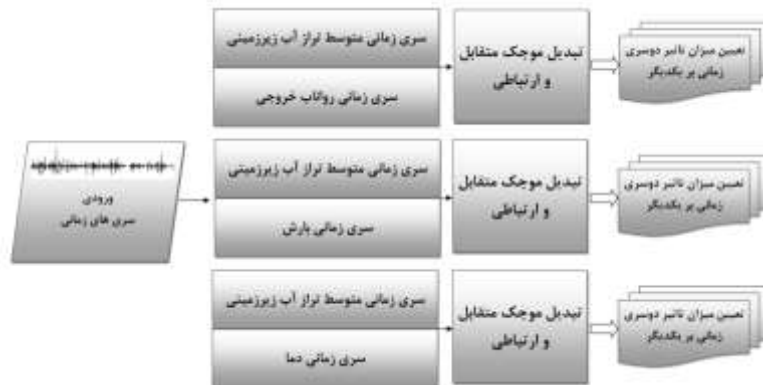 ورودی
سری های زمانی
سری زمانی متوسط تراز آب زیرزمینی
سری زمانی رواناب خروجی
تبدیل موجک متقابل
و ارتباطی
تعیین میزان تاثیر دوسری
زمانی بر یکدیگر
سری زمانی متوسط تراز آب زیرزمینی
سری زمانی بارش
تبدیل موجک متقابل
و ارتباطی
تعیین میزان تاثیر دوسری
زمانی بر یکدیگر
سری زمانی متوسط تراز آب زیرزمینی
سری زمانی دما
تبدیل موجک متقابل
و ارتباطی
تعیین میزان تاثیر دوسری
زمانی بر یکدیگر